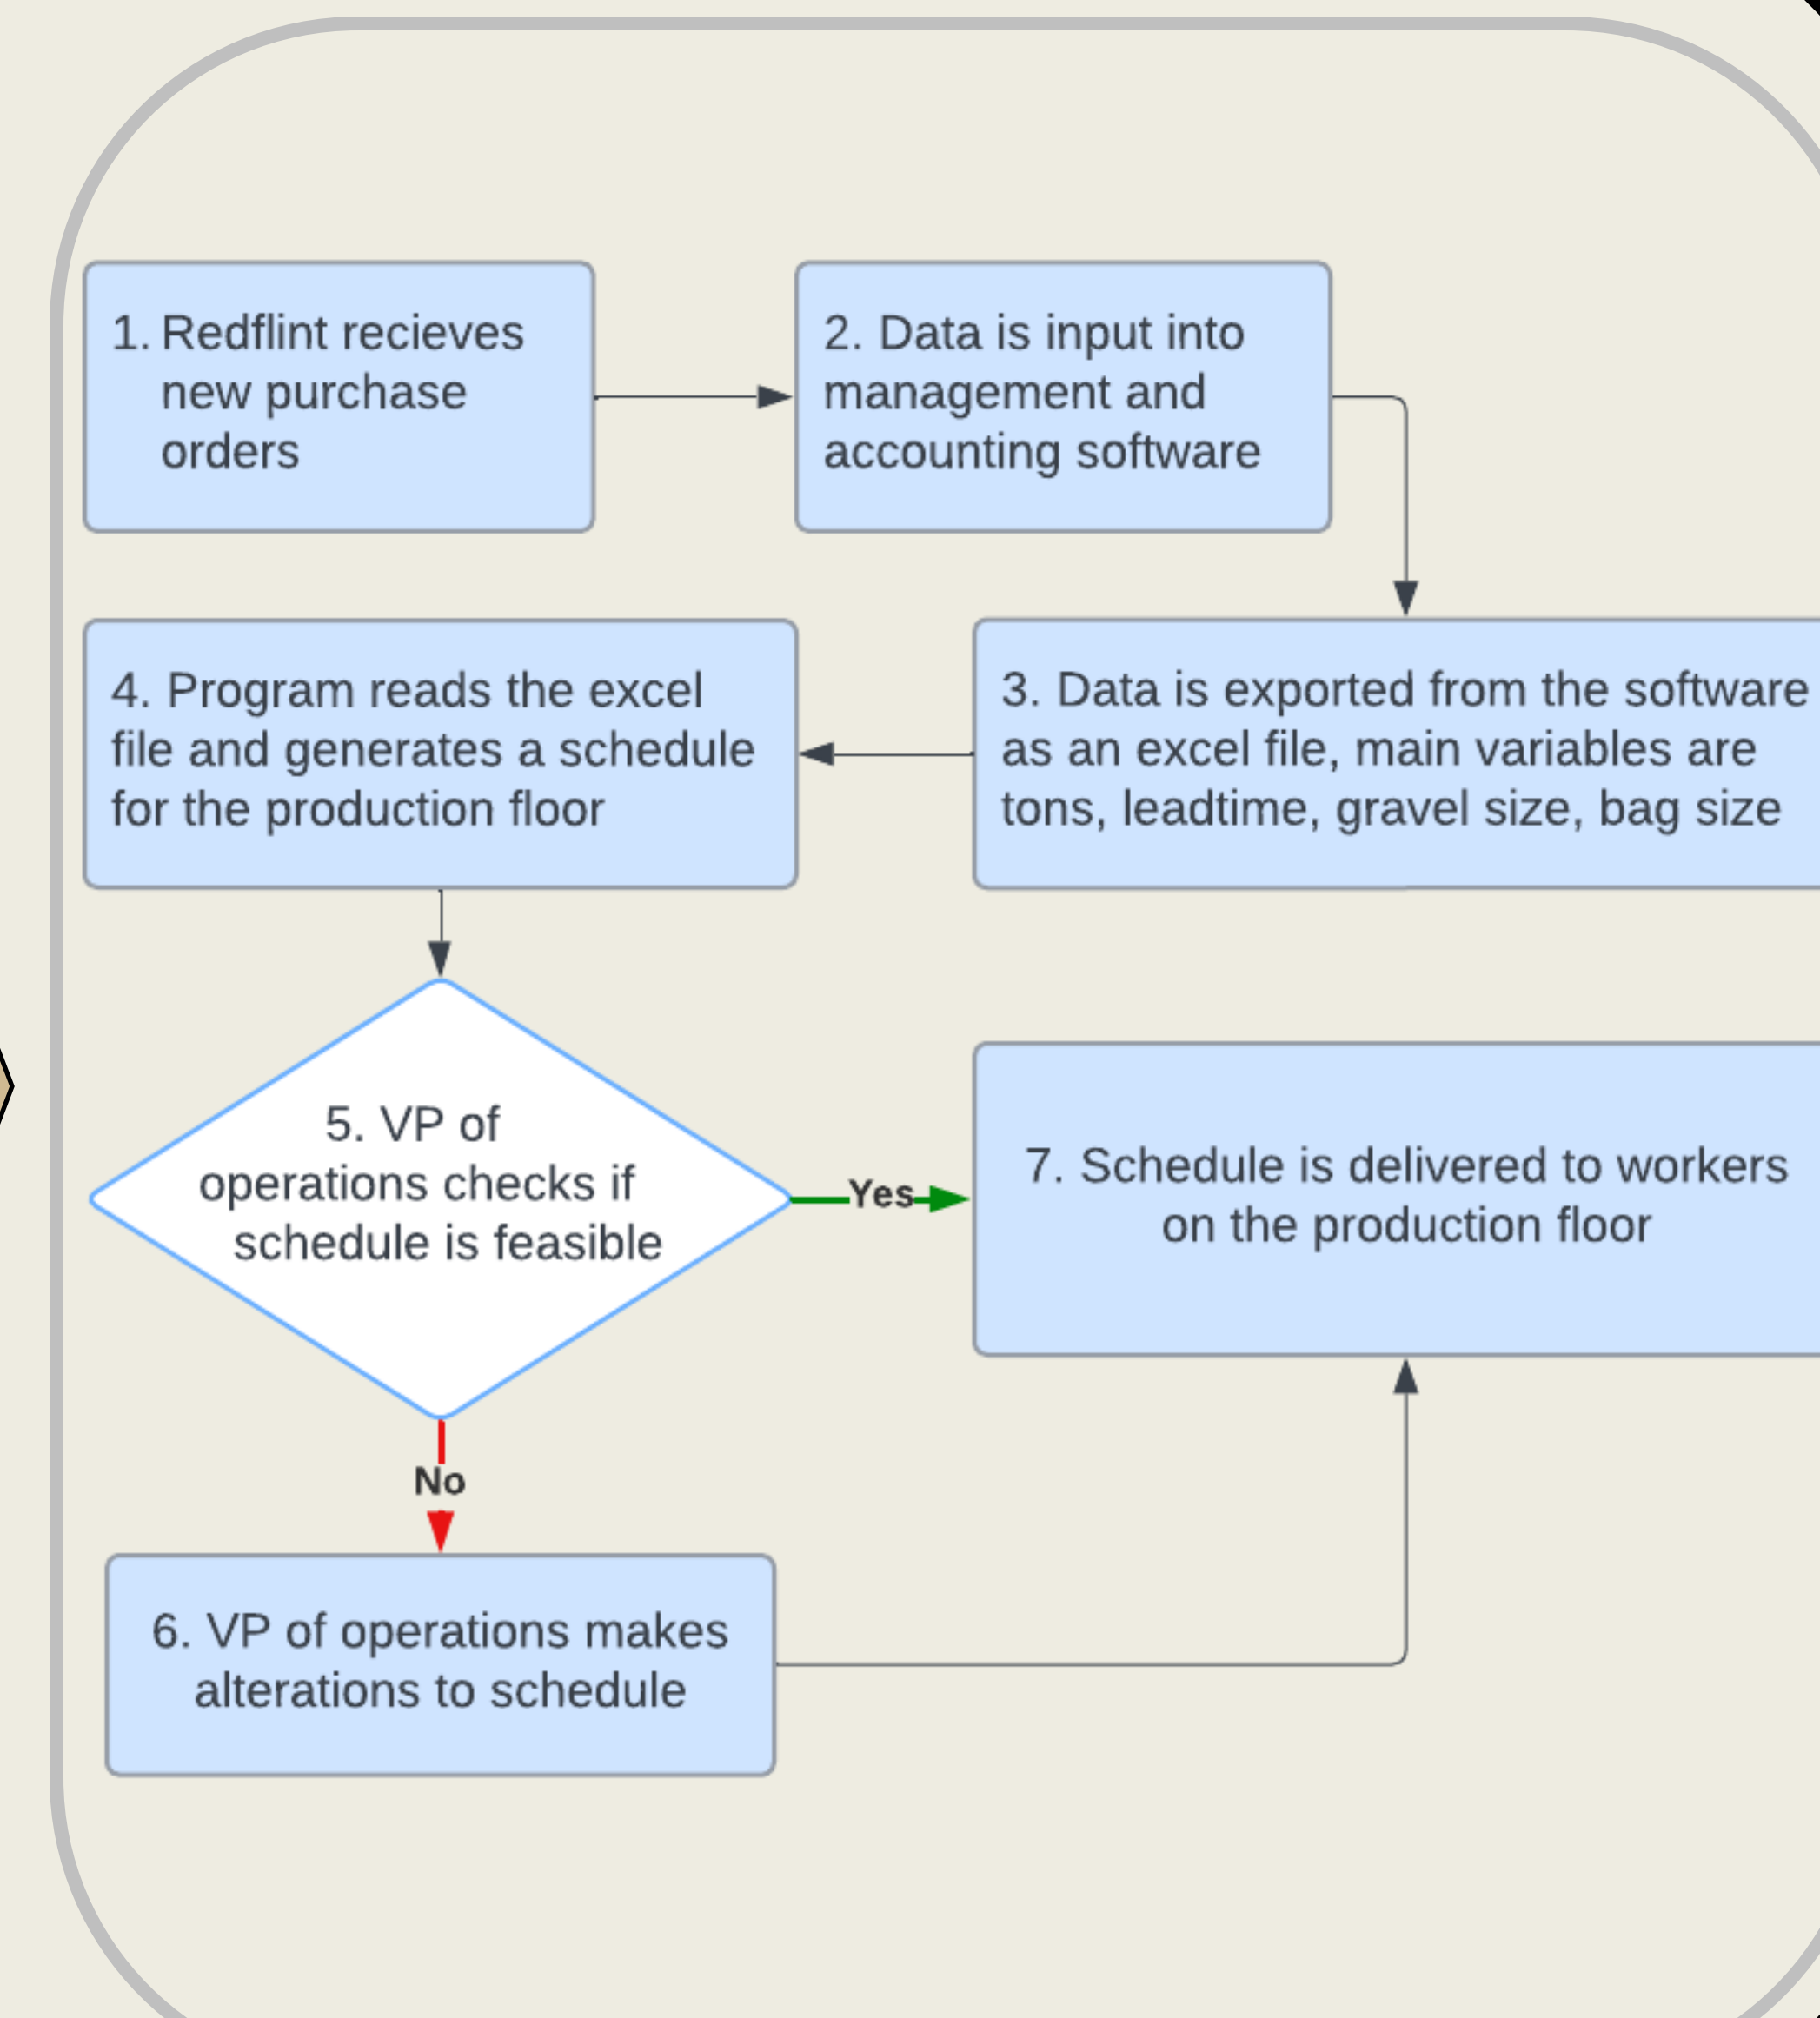 1. Redflint recieves
new purchase
orders
2. Data is input into
management and
accounting software
3. Data is exported from the software
as an excel file, main variables are
tons, leadtime, gravel size, bag size
4. Program reads the excel
file and generates a schedule
for the production floor
5. VP of
operations checks if
schedule is feasible
Yes
No
6. VP of operations makes
alterations to schedule
7. Schedule is delivered to workers
on the production floor